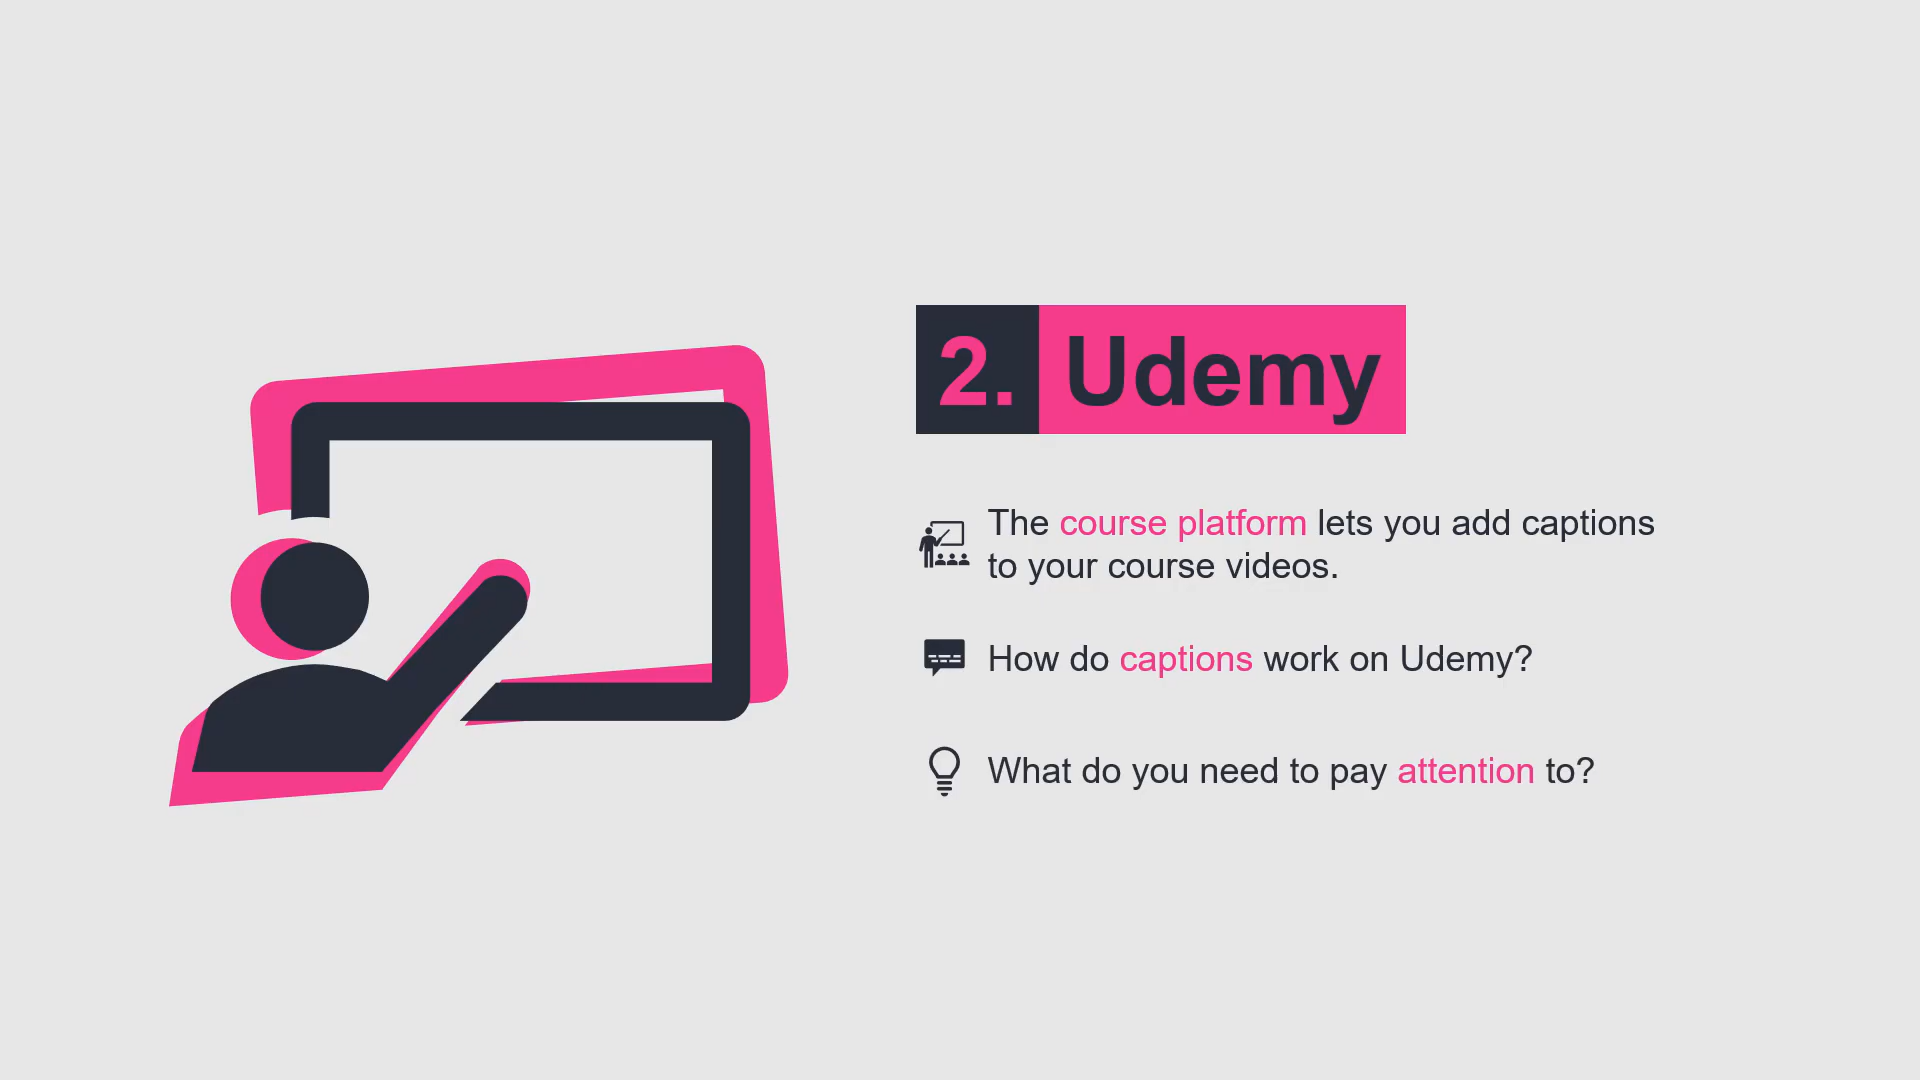 2. Udemy
The course platform lets you add captions
to your course videos.
How do captions work on Udemy?
What do you need to pay attention to?